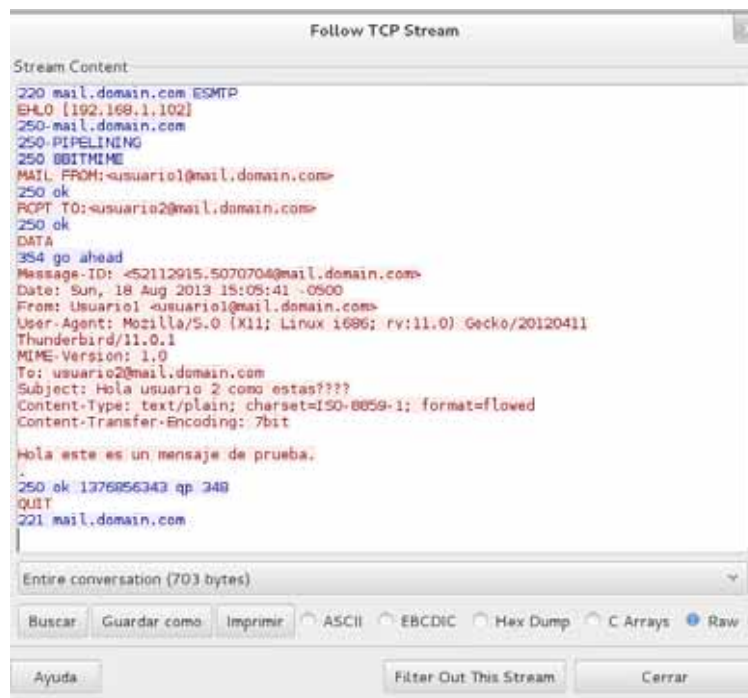 Follow TCP Stream
Stream Content
220 mail.domain.com ESMTP
EHLO [192.168.1.102]
250-mail.domain.com
250-PIPELINING
250 8BITMIME
MAIL FROM:<usuario1@mail.domain.com>
250 ok
RCPT TO:<usuario2@mail.domain.com>
250 ok
DATA
354 go ahead
Message-ID: <52112915.5070704@mail.domain.com>
Date: Sun, 18 Aug 2013 15:05:41 -0500
From: Usuario1 <usuario1@mail.domain.com>
User-Agent: Mozilla/5.0 (X11; Linux i686; rv:11.0) Gecko/20120411
Thunderbird/11.0.1
MIME-Version: 1.0
To: usuario2@mail.domain.com
Subject: Hola usuario 2 como estas????
Content-Type: text/plain; charset=ISO-8859-1; format=flowed
Content-Transfer-Encoding: 7bit
Hola este es un mensaje de prueba.
.
250 ok 1376856343 qp 348
QUIT
221 mail.domain.com
Entire conversation (703 bytes)
Buscar Guardar como Imprimir ASCII EBCDIC Hex Dump C Arrays Raw
Ayuda Filter Out This Stream Cerrar